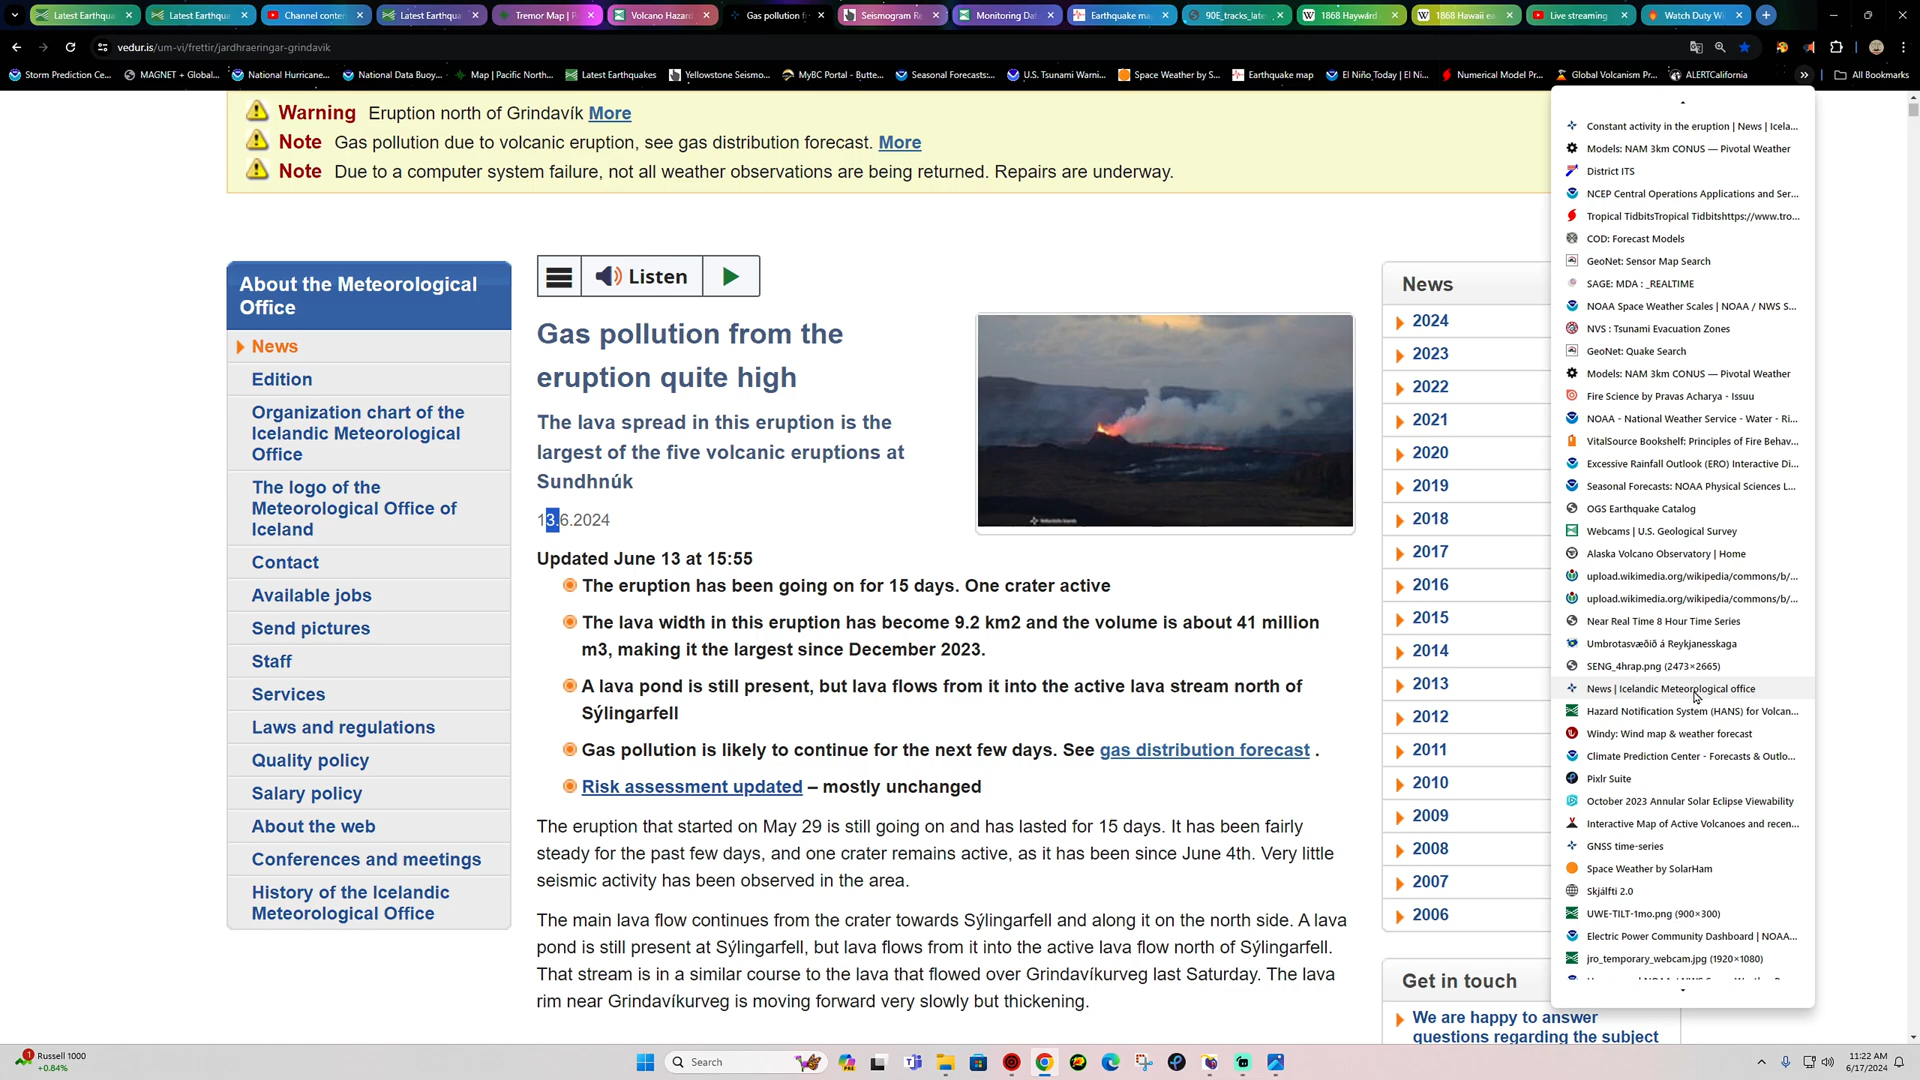 Latest Earthqua
Latest Earthqua
Channel conten
Latest Earthqua
Tremor Map | P
Volcano Hazard
Gas pollution f
Seismogram Re
Monitoring Dat
Earthquake map
90E_tracks_late
1868 Hayward
1868 Hawaii ea
Live streaming
Watch Duty Wi
vedur.is/um-vi/frettir/jardhraeringar-grindavik
Storm Prediction Ce...
MAGNET + Global...
National Hurricane...
National Data Buoy...
Map | Pacific North...
Latest Earthquakes
Yellowstone Seismo...
MyBC Portal - Butte...
Seasonal Forecasts:...
U.S. Tsunami Warni...
Space Weather by S...
Earthquake map
El Niño Today | El Ni...
Numerical Model Pr...
Global Volcanism Pr...
ALERTCalifornia
»
All Bookmarks
Warning Eruption north of Grindavík More
Note Gas pollution due to volcanic eruption, see gas distribution forecast. More
Note Due to a computer system failure, not all weather observations are being returned. Repairs are underway.
About the Meteorological
Office
News
Edition
Organization chart of the
Icelandic Meteorological
Office
The logo of the
Meteorological Office of
Iceland
Contact
Available jobs
Send pictures
Staff
Services
Laws and regulations
Quality policy
Salary policy
About the web
Conferences and meetings
History of the Icelandic
Meteorological Office
Listen
Gas pollution from the
eruption quite high
The lava spread in this eruption is the
largest of the five volcanic eruptions at
Sundhnúk
13.6.2024
Updated June 13 at 15:55
The eruption has been going on for 15 days. One crater active
The lava width in this eruption has become 9.2 km2 and the volume is about 41 million
m3, making it the largest since December 2023.
A lava pond is still present, but lava flows from it into the active lava stream north of
Sýlingarfell
Gas pollution is likely to continue for the next few days. See gas distribution forecast .
Risk assessment updated – mostly unchanged
The eruption that started on May 29 is still going on and has lasted for 15 days. It has been fairly
steady for the past few days, and one crater remains active, as it has been since June 4th. Very little
seismic activity has been observed in the area.
The main lava flow continues from the crater towards Sýlingarfell and along it on the north side. A lava
pond is still present at Sýlingarfell, but lava flows from it into the active lava flow north of Sýlingarfell.
That stream is in a similar course to the lava that flowed over Grindavíkurveg last Saturday. The lava
rim near Grindavíkurveg is moving forward very slowly but thickening.
News
2024
2023
2022
2021
2020
2019
2018
2017
2016
2015
2014
2013
2012
2011
2010
2009
2008
2007
2006
Get in touch
We are happy to answer
questions regarding the subject
Constant activity in the eruption | News | Icela...
Models: NAM 3km CONUS — Pivotal Weather
District ITS
NCEP Central Operations Applications and Ser...
Tropical TidbitsTropical Tidbitshttps://www.tro...
COD: Forecast Models
GeoNet: Sensor Map Search
SAGE: MDA : _REALTIME
NOAA Space Weather Scales | NOAA / NWS S...
NVS : Tsunami Evacuation Zones
GeoNet: Quake Search
Models: NAM 3km CONUS — Pivotal Weather
Fire Science by Pravas Acharya - Issuu
NOAA - National Weather Service - Water - Ri...
VitalSource Bookshelf: Principles of Fire Behav...
Excessive Rainfall Outlook (ERO) Interactive Di...
Seasonal Forecasts: NOAA Physical Sciences L...
OGS Earthquake Catalog
Webcams | U.S. Geological Survey
Alaska Volcano Observatory | Home
upload.wikimedia.org/wikipedia/commons/b/...
upload.wikimedia.org/wikipedia/commons/b/...
Near Real Time 8 Hour Time Series
Umbrotasvæðið á Reykjanesskaga
SENG_4hrap.png (2473×2665)
News | Icelandic Meteorological office
Hazard Notification System (HANS) for Volcan...
Windy: Wind map & weather forecast
Climate Prediction Center - Forecasts & Outlo...
Pixlr Suite
October 2023 Annular Solar Eclipse Viewability
Interactive Map of Active Volcanoes and recen...
GNSS time-series
Space Weather by SolarHam
Skjálfti 2.0
UWE-TILT-1mo.png (900×300)
Electric Power Community Dashboard | NOAA...
jro_temporary_webcam.jpg (1920×1080)
1
Russell 1000
+0.84%
Search
11:22 AM
6/17/2024